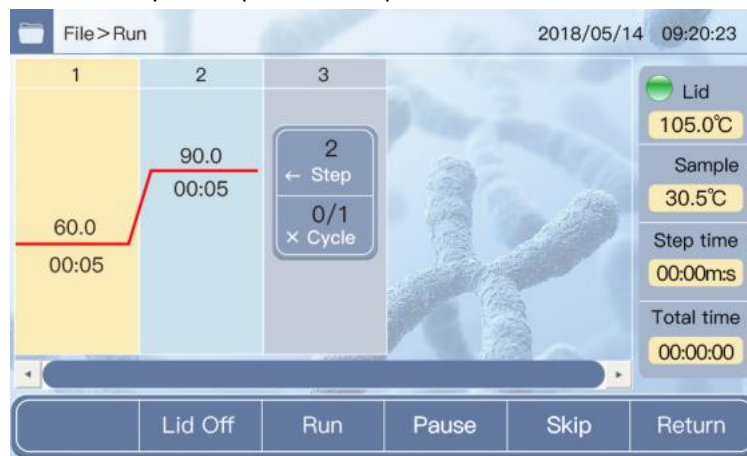 File>Run
2018/05/14 09:20:23
1 2 3
60.0
00:05
90.0
00:05
2
← Step
0/1
× Cycle
Lid
105.0℃
Sample
30.5℃
Step time
00:00m:s
Total time
00:00:00
Lid Off Run Pause Skip Return